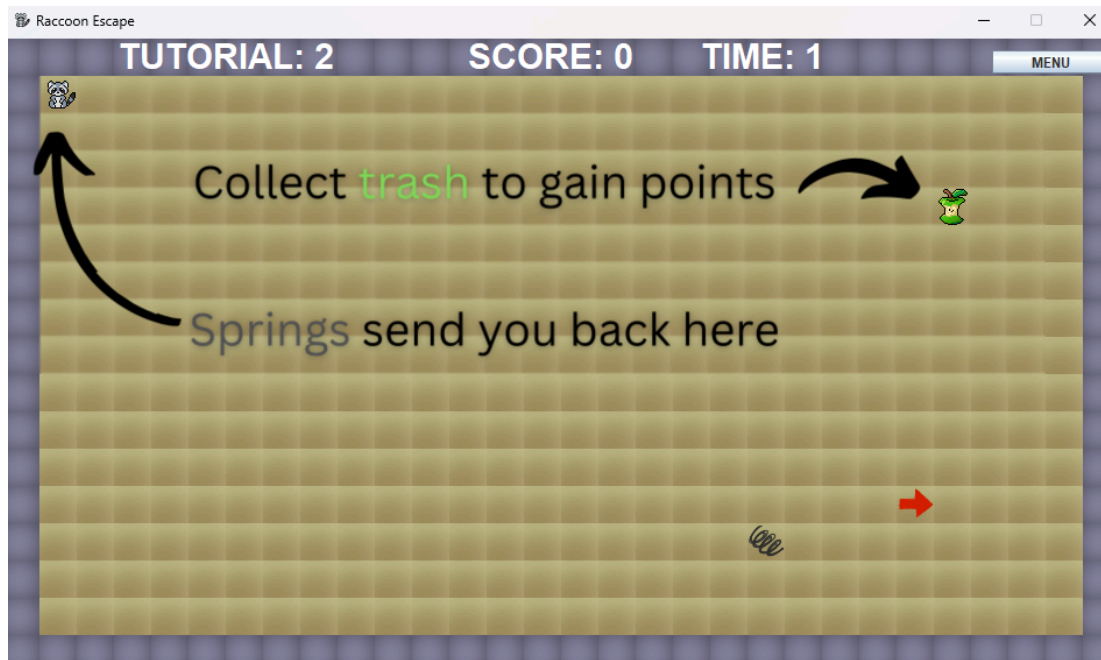 Raccoon Escape
TUTORIAL: 2 SCORE: 0 TIME: 1 MENU
Collect trash to gain points
Springs send you back here